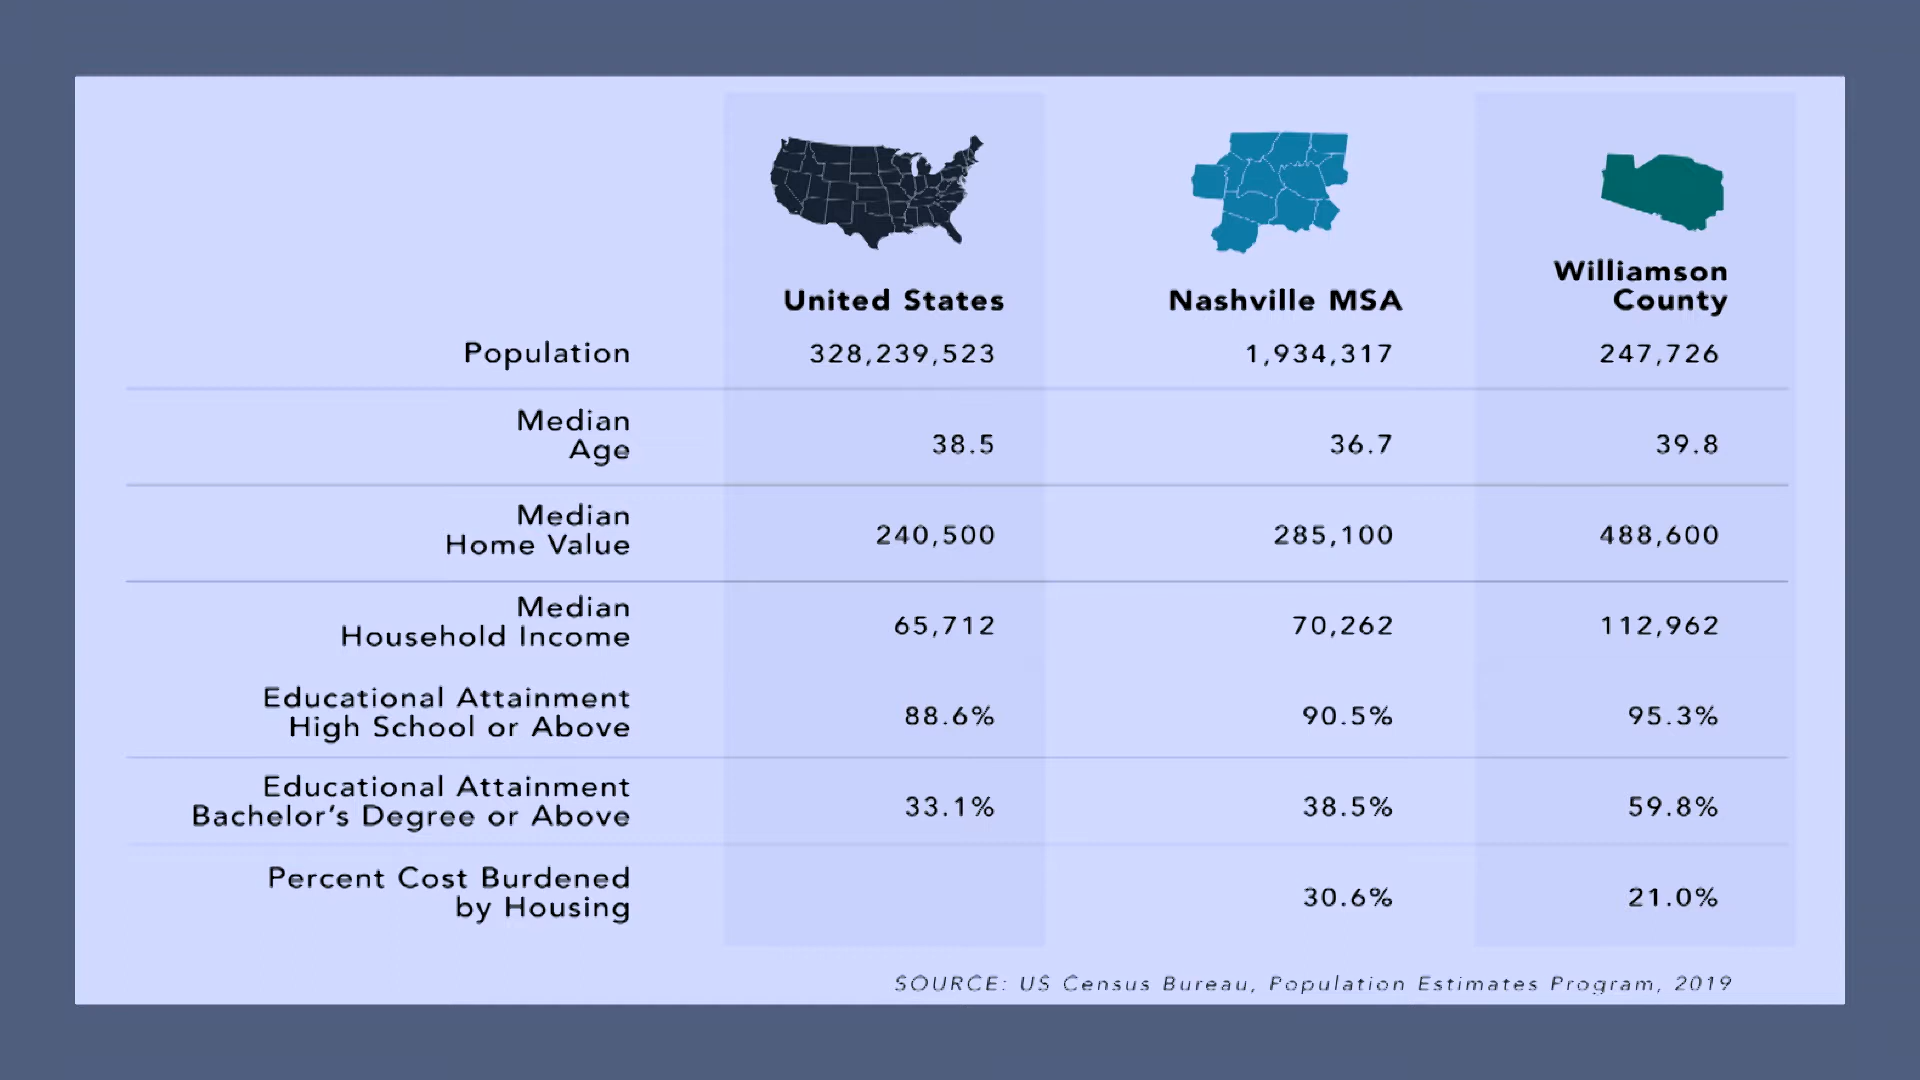 United States
Nashville MSA
Williamson
County
Population
328,239,523
1,934,317
247,726
Median
Age
38.5
36.7
39.8
Median
Home Value
240,500
285,100
488,600
Median
Household Income
65,712
70,262
112,962
Educational Attainment
High School or Above
88.6%
90.5%
95.3%
Educational Attainment
Bachelor's Degree or Above
33.1%
38.5%
59.8%
Percent Cost Burdened
by Housing
30.6%
21.0%
SOURCE: US Census Bureau, Population Estimates Program, 2019